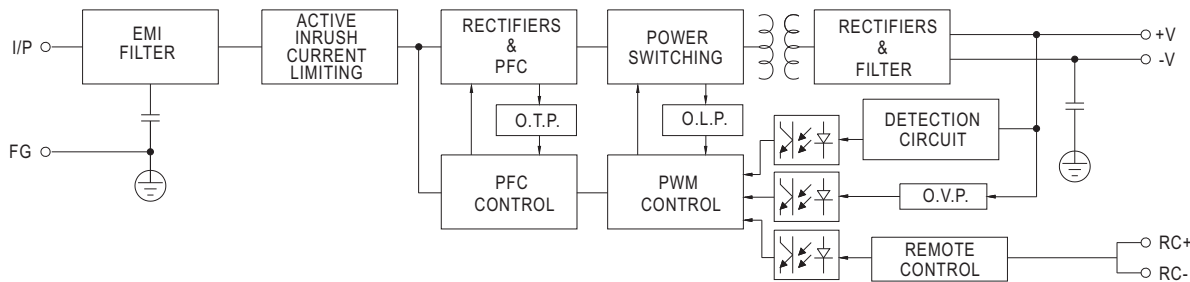 I/P
EMI
FILTER
ACTIVE
INRUSH
CURRENT
LIMITING
RECTIFIERS
&
PFC
POWER
SWITCHING
RECTIFIERS
&
FILTER
+V
-V
O.T.P.
O.L.P.
DETECTION
CIRCUIT
FG
PFC
CONTROL
PWM
CONTROL
O.V.P.
REMOTE
CONTROL
RC+
RC-